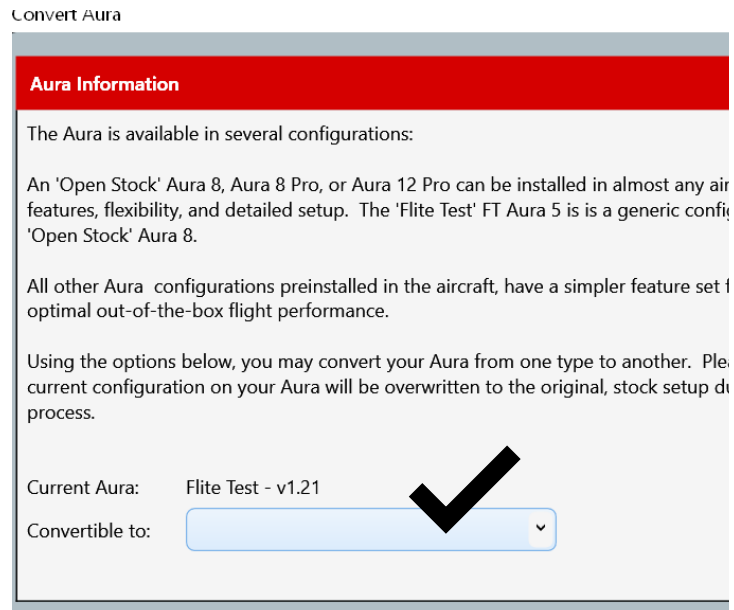 Convert Aura
Aura Information
The Aura is available in several configurations:
An 'Open Stock' Aura 8, Aura 8 Pro, or Aura 12 Pro can be installed in almost any
features, flexibility, and detailed setup. The 'Flite Test' FT Aura 5 is is a generic
'Open Stock' Aura 8.
All other Aura configurations preinstalled in the aircraft, have a simpler feature set
optimal out-of-the-box flight performance.
Using the options below, you may convert your Aura from one type to another.
current configuration on your Aura will be overwritten to the original, stock setup
process.
Current Aura: Flite Test - v1.21
Convertible to: